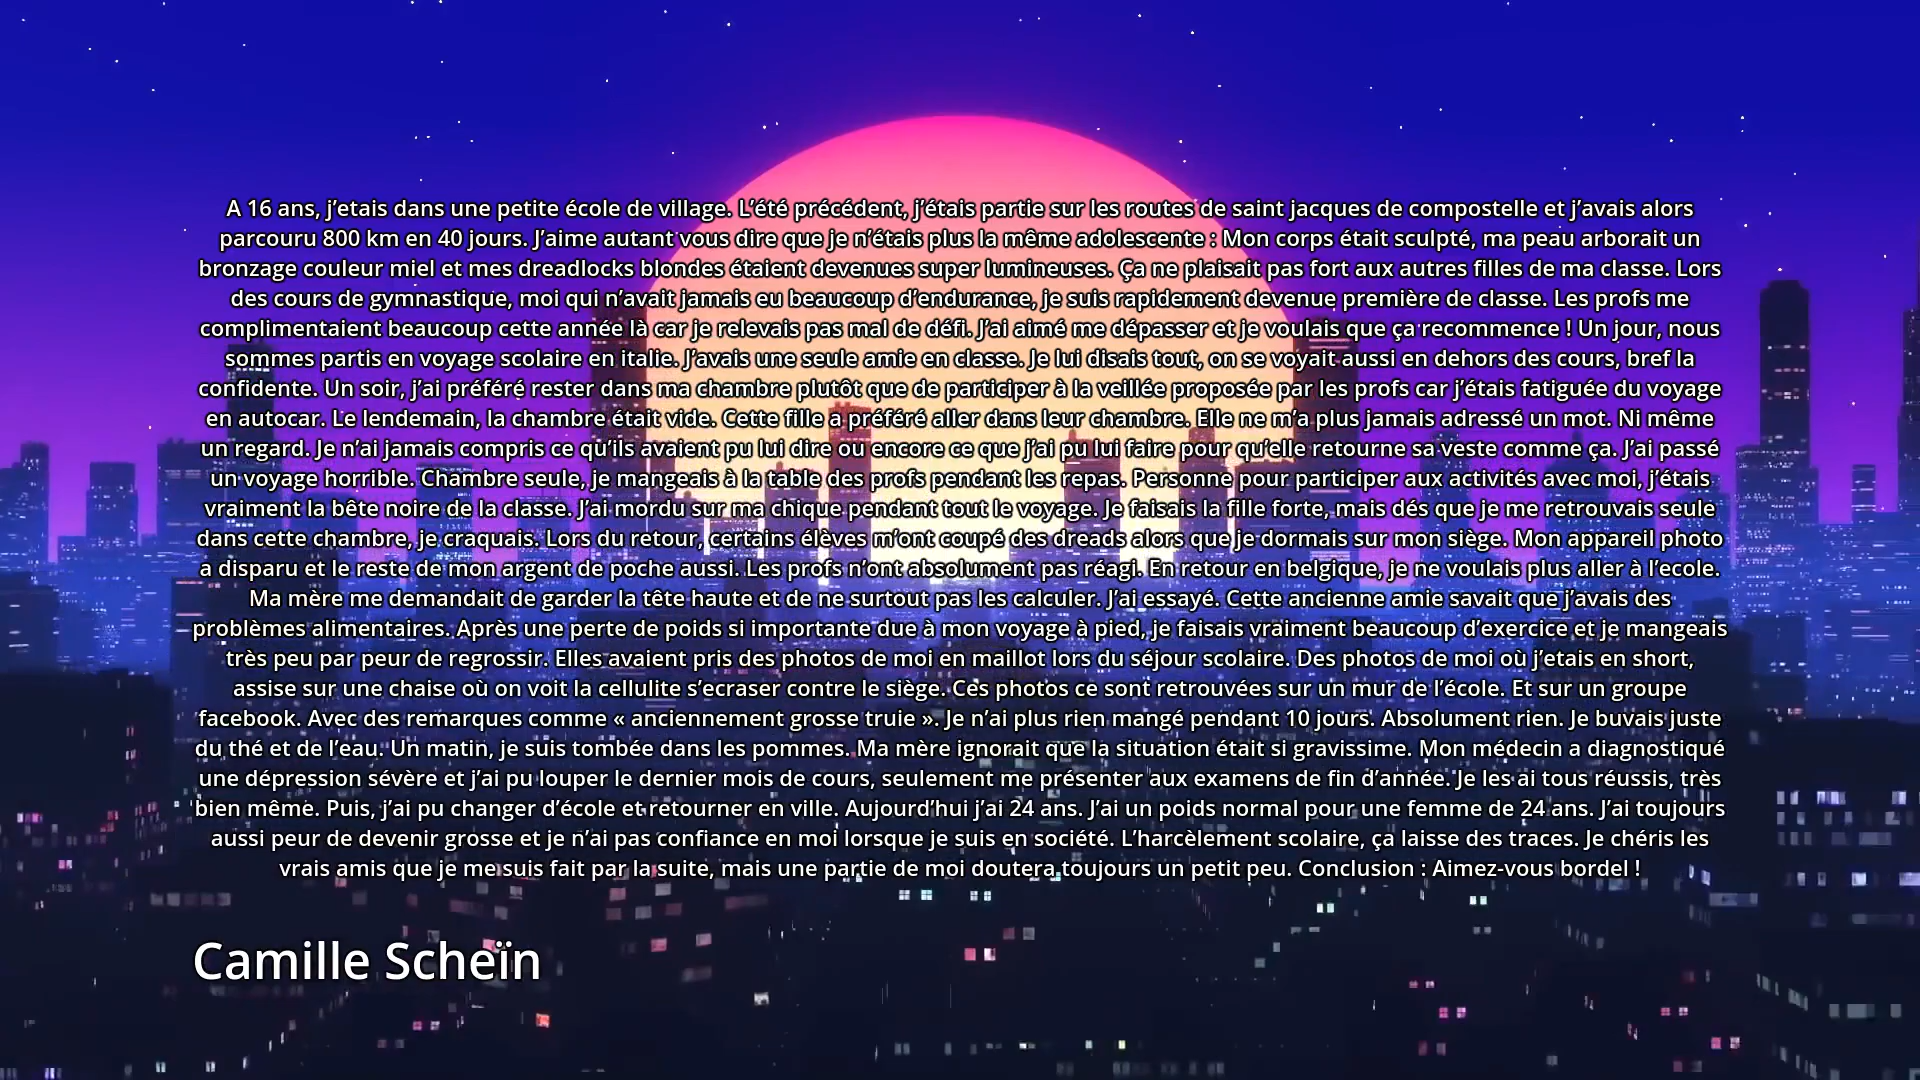 A 16 ans, j’etais dans une petite école de village. L’été précédent, j’étais partie sur les routes de saint jacques de compostelle et j’avais alors
parcouru 800 km en 40 jours. J’aime autant vous dire que je n’étais plus la même adolescente : Mon corps était sculpté, ma peau arborait un
bronzage couleur miel et mes dreadlocks blondes étaient devenues super lumineuses. Ça ne plaisait pas fort aux autres filles de ma classe. Lors
des cours de gymnastique, moi qui n’avait jamais eu beaucoup d’endurance, je suis rapidement devenue première de classe. Les profs me
complimentaient beaucoup cette année là car je relevais pas mal de défi. J’ai aimé me dépasser et je voulais que ça recommence ! Un jour, nous
sommes partis en voyage scolaire en italie. J’avais une seule amie en classe. Je lui disais tout, on se voyait aussi en dehors des cours, bref la
confidente. Un soir, j’ai préféré rester dans ma chambre plutôt que de participer à la veillée proposée par les profs car j’étais fatiguée du voyage
en autocar. Le lendemain, la chambre était vide. Cette fille a préféré aller dans leur chambre. Elle ne m’a plus jamais adressé un mot. Ni même
un regard. Je n’ai jamais compris ce qu’ils avaient pu lui dire ou encore ce que j’ai pu lui faire pour qu’elle retourne sa veste comme ça. J’ai passé
un voyage horrible. Chambre seule, je mangeais à la table des profs pendant les repas. Personne pour participer aux activités avec moi, j’étais
vraiment la bête noire de la classe. J’ai mordu sur ma chique pendant tout le voyage. Je faisais la fille forte, mais dés que je me retrouvais seule
dans cette chambre, je craquais. Lors du retour, certains élèves m’ont coupé des dreads alors que je dormais sur mon siège. Mon appareil photo
a disparu et le reste de mon argent de poche aussi. Les profs n’ont absolument pas réagi. En retour en belgique, je ne voulais plus aller à l’ecole.
Ma mère me demandait de garder la tête haute et de ne surtout pas les calculer. J’ai essayé. Cette ancienne amie savait que j’avais des
problèmes alimentaires. Après une perte de poids si importante due à mon voyage à pied, je faisais vraiment beaucoup d’exercice et je mangeais
très peu par peur de regrossir. Elles avaient pris des photos de moi en maillot lors du séjour scolaire. Des photos de moi où j’etais en short,
assise sur une chaise où on voit la cellulite s’ecraser contre le siège. Ces photos ce sont retrouvées sur un mur de l’école. Et sur un groupe
facebook. Avec des remarques comme « anciennement grosse truie ». Je n’ai plus rien mangé pendant 10 jours. Absolument rien. Je buvais juste
du thé et de l’eau. Un matin, je suis tombée dans les pommes. Ma mère ignorait que la situation était si gravissime. Mon médecin a diagnostiqué
une dépression sévère et j’ai pu louper le dernier mois de cours, seulement me présenter aux examens de fin d’année. Je les ai tous réussis, très
bien même. Puis, j’ai pu changer d’école et retourner en ville. Aujourd’hui j’ai 24 ans. J’ai un poids normal pour une femme de 24 ans. J’ai toujours
aussi peur de devenir grosse et je n’ai pas confiance en moi lorsque je suis en société. L’harcèlement scolaire, ça laisse des traces. Je chéris les
vrais amis que je me suis fait par la suite, mais une partie de moi doutera toujours un petit peu. Conclusion : Aimez-vous bordel !
Camille Scheïn